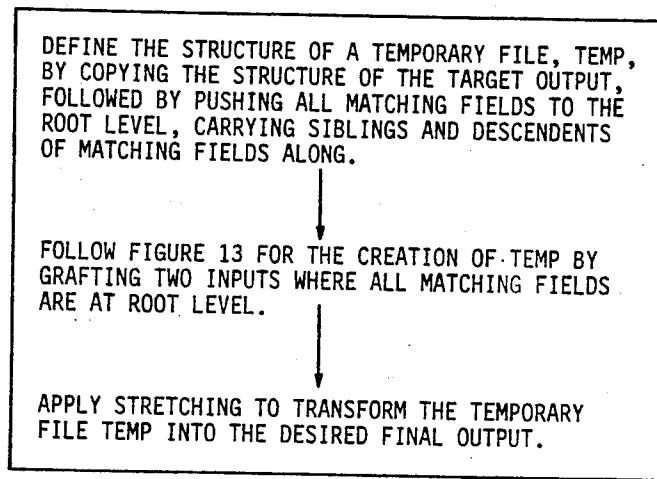 DEFINE THE STRUCTURE OF A TEMPORARY FILE, TEMP,
BY COPYING THE STRUCTURE OF THE TARGET OUTPUT,
FOLLOWED BY PUSHING ALL MATCHING FIELDS TO THE
ROOT LEVEL, CARRYING SIBLINGS AND DESCENDENTS
OF MATCHING FIELDS ALONG.
FOLLOW FIGURE 13 FOR THE CREATION OF TEMP BY
GRAFTING TWO INPUTS WHERE ALL MATCHING FIELDS
ARE AT ROOT LEVEL.
APPLY STRETCHING TO TRANSFORM THE TEMPORARY
FILE TEMP INTO THE DESIRED FINAL OUTPUT.